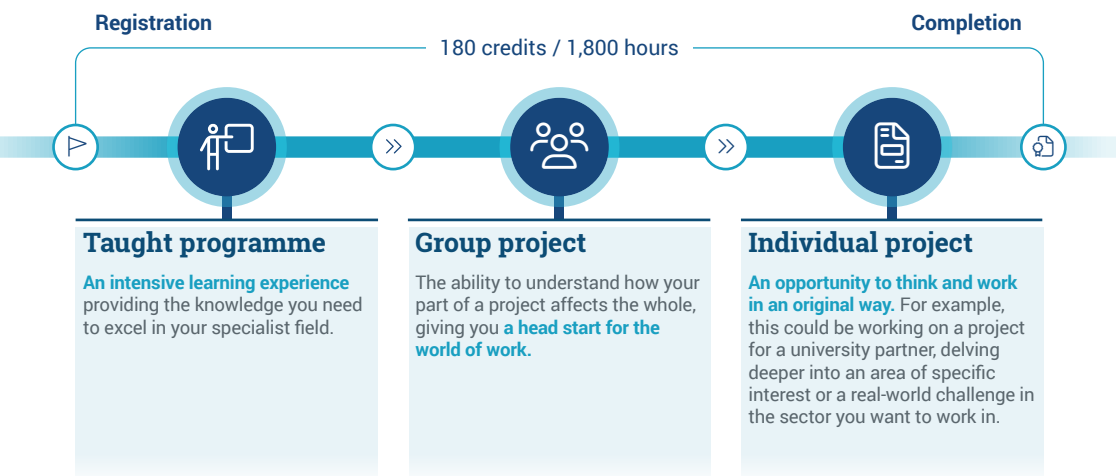 Registration
Completion
180 credits / 1,800 hours
Taught programme
An intensive learning experience
providing the knowledge you need
to excel in your specialist field.
Group project
The ability to understand how your
part of a project affects the whole,
giving you a head start for the
world of work.
Individual project
An opportunity to think and work
in an original way. For example,
this could be working on a project
for a university partner, delving
deeper into an area of specific
interest or a real-world challenge in
the sector you want to work in.